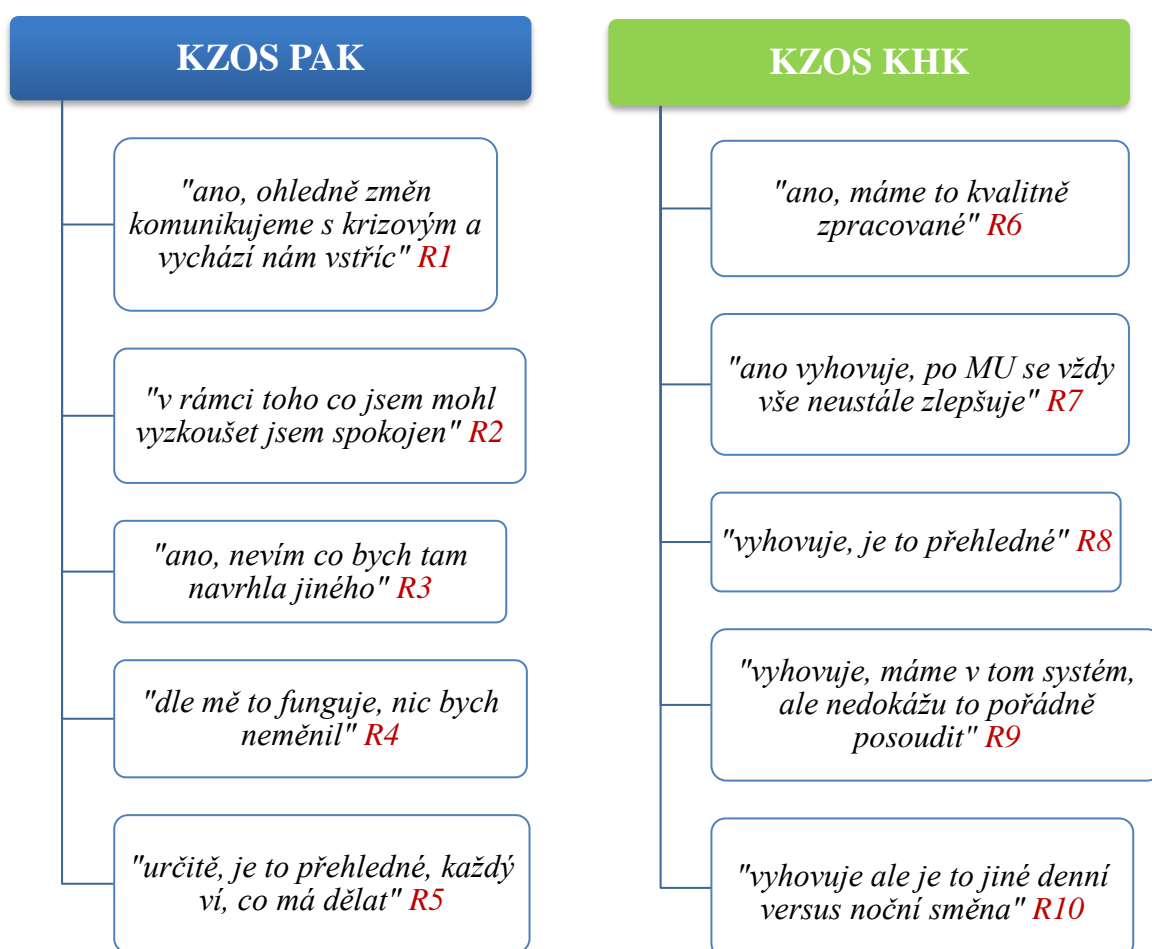 KZOS PAK
"ano, ohledně změn
komunikujeme s krizovým a
vychází nám vstříc" R1
"v rámci toho co jsem mohl
vyzkoušet jsem spokojen" R2
"ano, nevím co bych tam
navrhla jiného" R3
"dle mě to funguje, nic bych
neměnil" R4
"určitě, je to přehledné, každý
ví, co má dělat" R5
KZOS KHK
"ano, máme to kvalitně
zpracované" R6
"ano vyhovuje, po MU se vždy
vše neustále zlepšuje" R7
"vyhovuje, je to přehledné" R8
"vyhovuje, máme v tom systém,
ale nedokážu to pořádně
posoudit" R9
"vyhovuje ale je to jiné denní
versus noční směna" R10